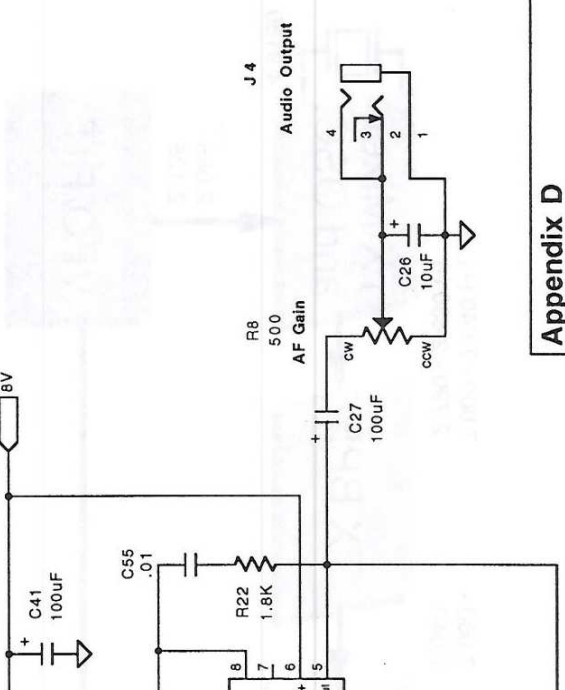 J4
Audio Output
4
3
2
1
+
C26
10uF
R8
500
AF Gain
cw
ccw
+
C27
100uF
8V
C55
.01
R22
1.8K
+
C41
100uF
8
7
6
5
+
Appendix D